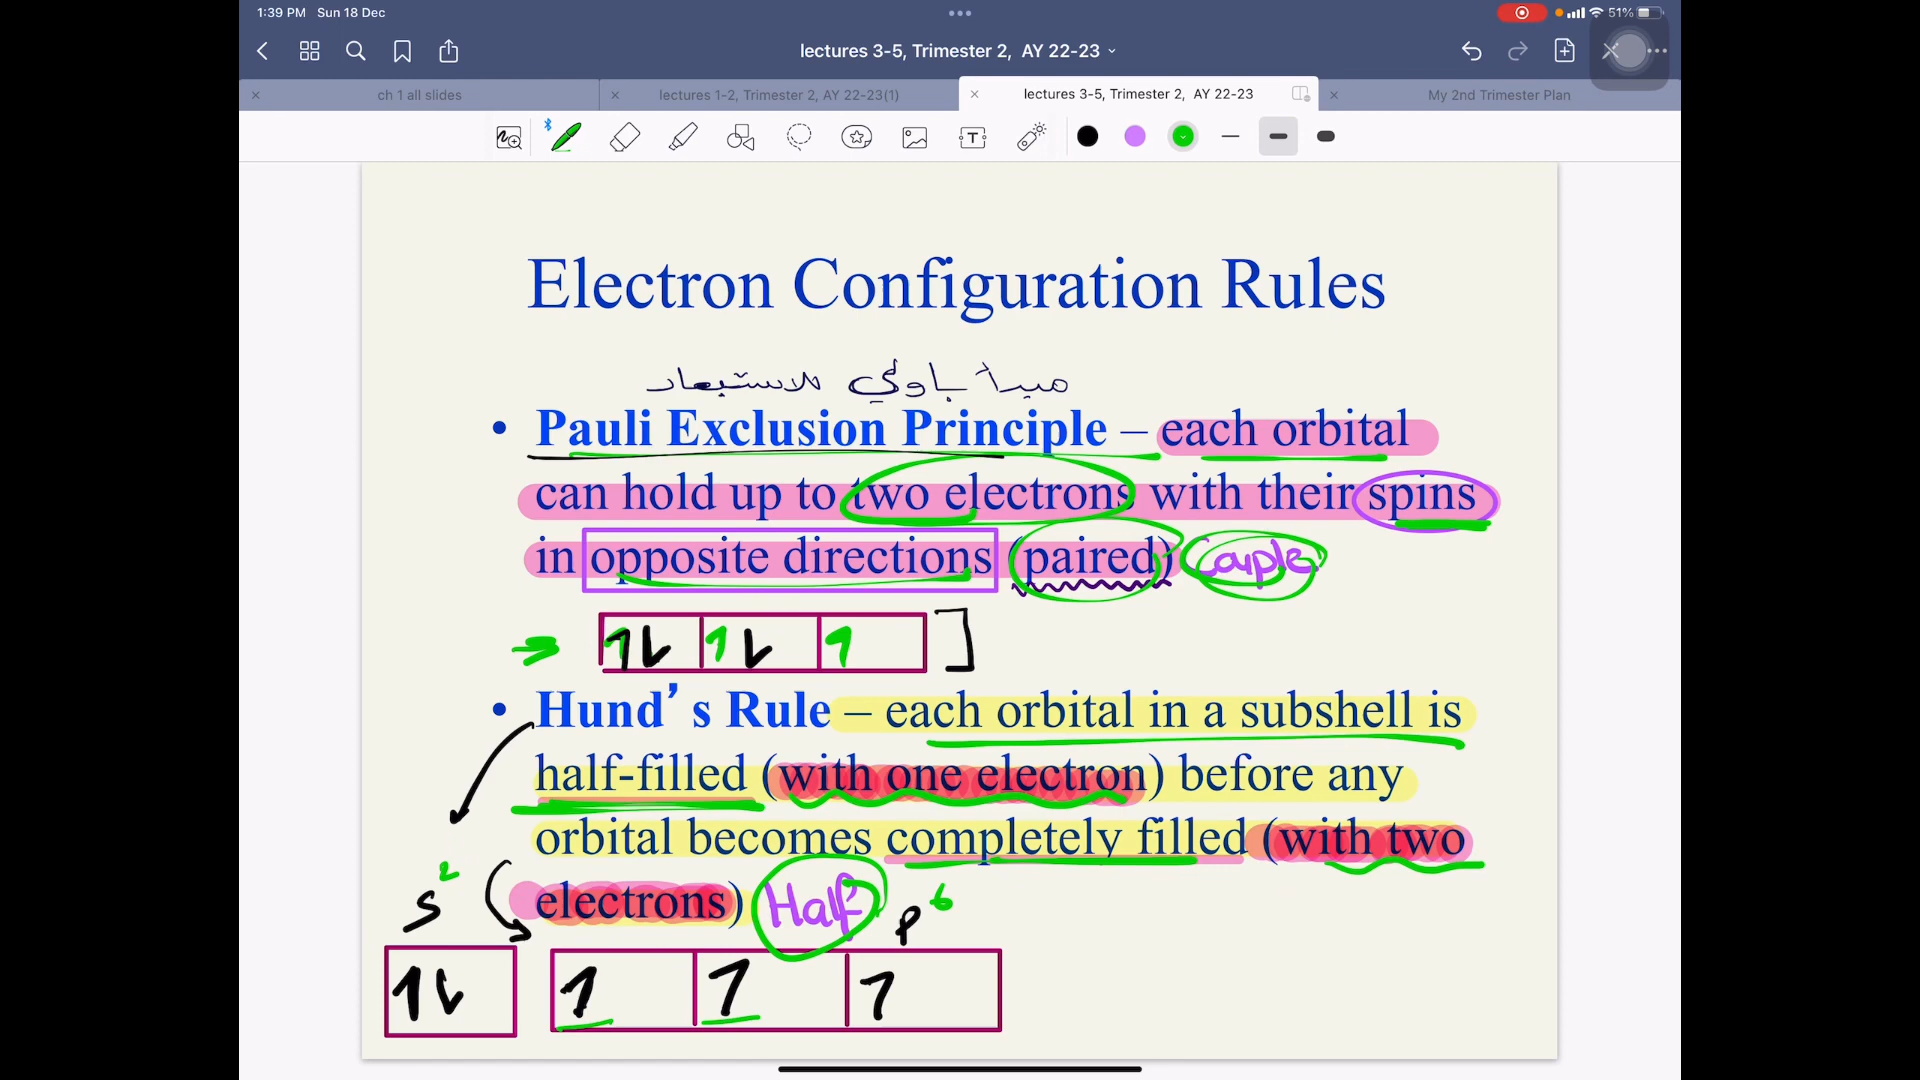 1:39 PM Sun 18 Dec
51%
lectures 3-5, Trimester 2, AY 22-23
ch 1 all slides
lectures 1-2, Trimester 2, AY 22-23(1)
lectures 3-5, Trimester 2, AY 22-23
My 2nd Trimester Plan
Electron Configuration Rules
مبدأ باولي للاستبعاد
• Pauli Exclusion Principle – each orbital
can hold up to two electrons with their spins
in opposite directions (paired) Couple
• Hund’s Rule – each orbital in a subshell is
half-filled (with one electron) before any
orbital becomes completely filled (with two
electrons) Half
s² p⁶